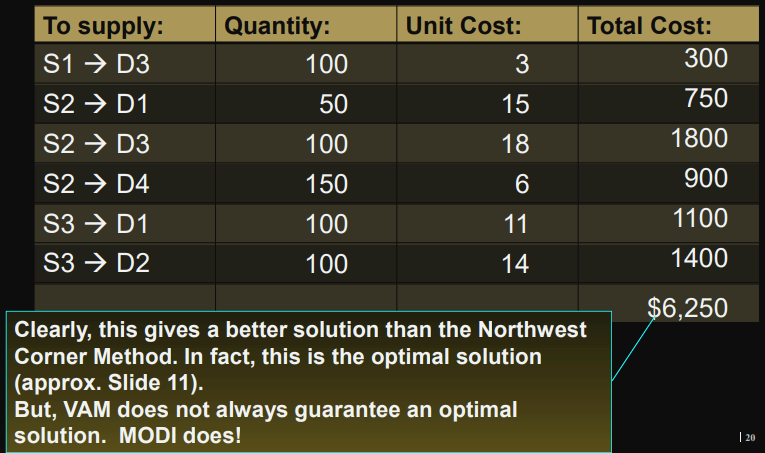 To supply: Quantity: Unit Cost: Total Cost:
S1 → D3 100 3 300
S2 → D1 50 15 750
S2 → D3 100 18 1800
S2 → D4 150 6 900
S3 → D1 100 11 1100
S3 → D2 100 14 1400
$6,250
Clearly, this gives a better solution than the Northwest
Corner Method. In fact, this is the optimal solution
(approx. Slide 11).
But, VAM does not always guarantee an optimal
solution.  MODI does!
| 20